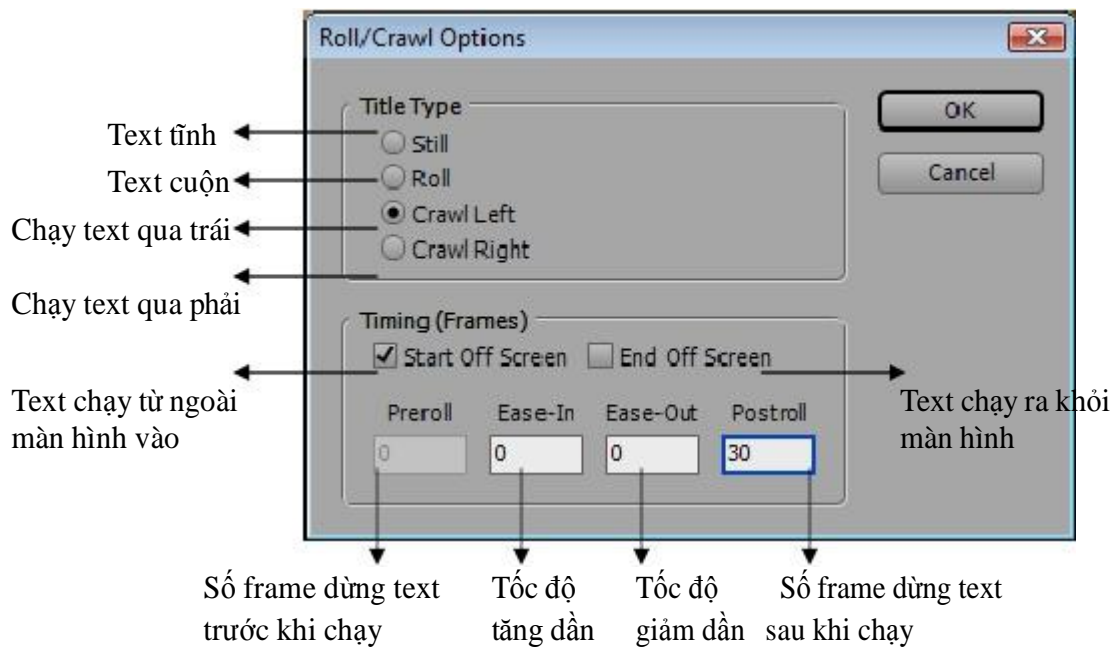 Roll/Crawl Options
Title Type
OK
Text tĩnh
Still
Text cuộn
Roll
Cancel
Chạy text qua trái
Crawl Left
Crawl Right
Chạy text qua phải
Timing (Frames)
Start Off Screen
End Off Screen
Text chạy từ ngoài
màn hình vào
Text chạy ra khỏi
màn hình
Preroll
Ease-In
Ease-Out
Postroll
0
0
0
30
Số frame dừng text
trước khi chạy
Tốc độ
tăng dần
Tốc độ
giảm dần
Số frame dừng text
sau khi chạy